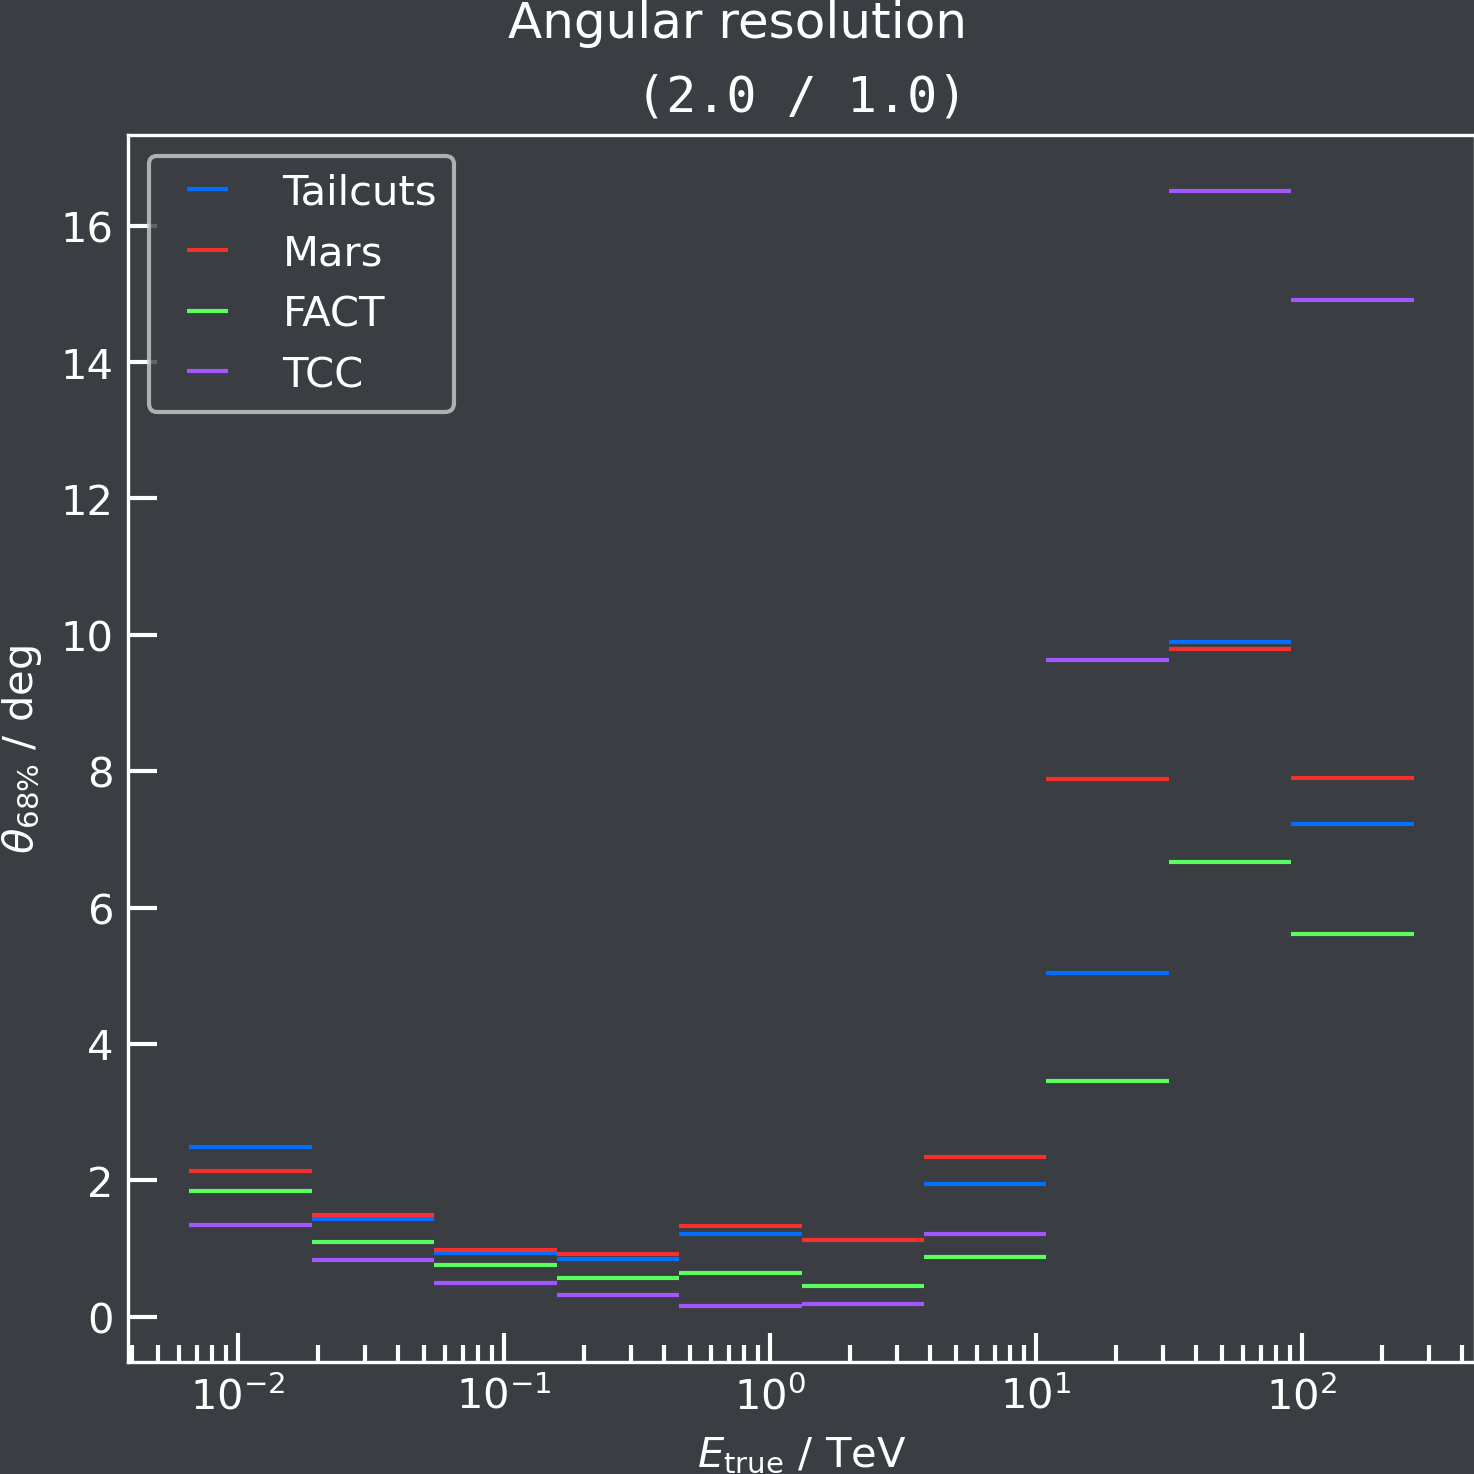 Angular resolution
(2.0 / 1.0)
Tailcuts
Mars
FACT
TCC
16
14
12
10
8
6
4
2
0
θ68% / deg
10⁻² 10⁻¹ 10⁰ 10¹ 10²
Etrue / TeV